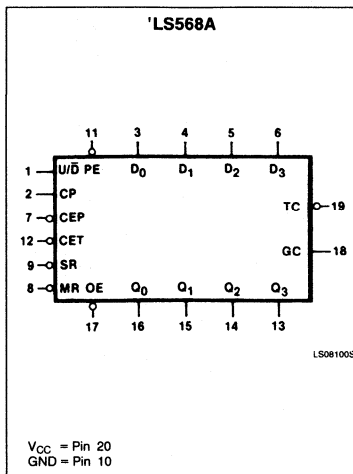 'LS568A
11 3 4 5 6
1 U/D̅ PE D₀ D₁ D₂ D₃
2 CP
TC 19
7 CEP
12 CET
GC 18
9 SR
8 MR OE Q₀ Q₁ Q₂ Q₃
17 16 15 14 13
LS08100S
VCC = Pin 20
GND = Pin 10